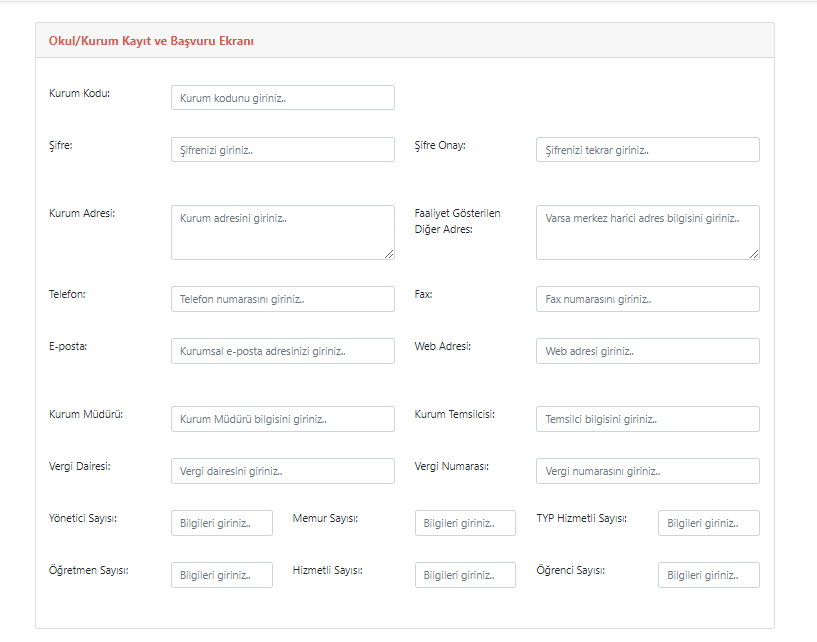 Okul/Kurum Kayıt ve Başvuru Ekranı
Kurum Kodu:
Kurum kodunu giriniz..
Şifre:
Şifrenizi giriniz..
Şifre Onay:
Şifrenizi tekrar giriniz..
Kurum Adresi:
Kurum adresini giriniz..
Faaliyet Gösterilen
Diğer Adres:
Varsa merkez harici adres bilgisini giriniz..
Telefon:
Telefon numarasını giriniz..
Fax:
Fax numarasını giriniz..
E-posta:
Kurumsal e-posta adresinizi giriniz..
Web Adresi:
Web adresi giriniz..
Kurum Müdürü:
Kurum Müdürü bilgisini giriniz..
Kurum Temsilcisi:
Temsilci bilgisini giriniz..
Vergi Dairesi:
Vergi dairesini giriniz..
Vergi Numarası:
Vergi numarasını giriniz..
Yönetici Sayısı:
Bilgileri giriniz..
Memur Sayısı:
Bilgileri giriniz..
TYP Hizmetli Sayısı:
Bilgileri giriniz..
Öğretmen Sayısı:
Bilgileri giriniz..
Hizmetli Sayısı:
Bilgileri giriniz..
Öğrenci Sayısı:
Bilgileri giriniz..